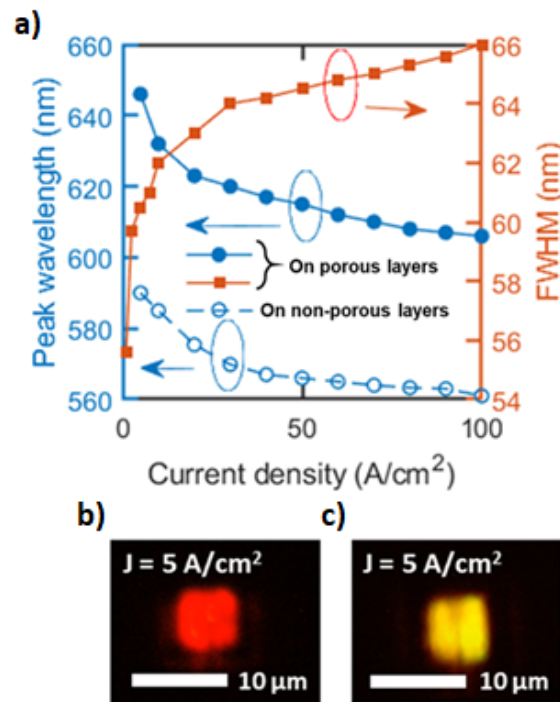 a)
660
640
620
600
580
560
Peak wavelength (nm)
66
64
62
60
58
56
54
FWHM (nm)
On porous layers
On non-porous layers
0
50
100
Current density (A/cm²)
b)
J = 5 A/cm²
10 μm
c)
J = 5 A/cm²
10 μm